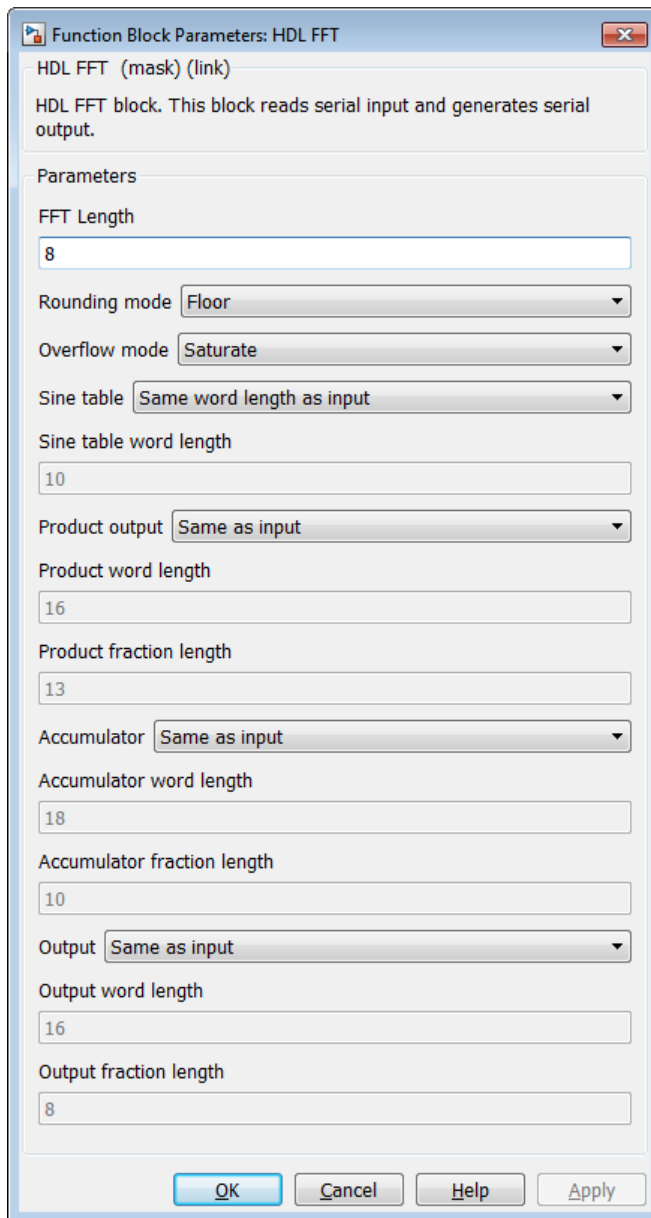 Function Block Parameters: HDL FFT
HDL FFT (mask) (link)
HDL FFT block. This block reads serial input and generates serial
output.
Parameters
FFT Length
8
Rounding mode Floor
Overflow mode Saturate
Sine table Same word length as input
Sine table word length
10
Product output Same as input
Product word length
16
Product fraction length
13
Accumulator Same as input
Accumulator word length
18
Accumulator fraction length
10
Output Same as input
Output word length
16
Output fraction length
8
OK Cancel Help Apply